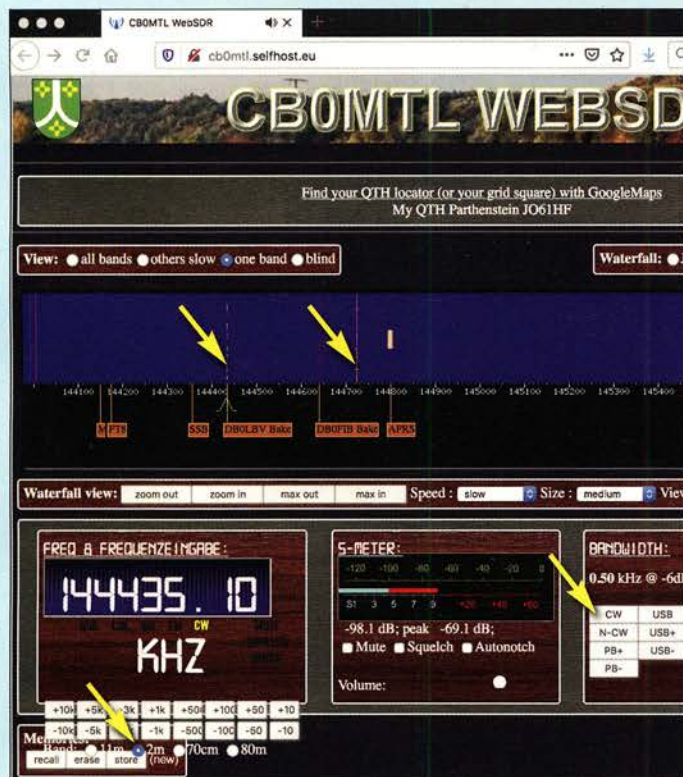 CB0MTL WebSDR
cb0mtl.selfhost.eu
CB0MTL WEBSD
Find your QTH locator (or your grid square) with GoogleMaps
My QTH Parthenstein JO61HF
View: all bands others slow one band blind
Waterfall:
144100 144200 144300 144400 144500 144600 144700 144800 144900 145000 145100 145200 145300 145400
M FT8 SSB DB0LBV Bake DB0FIB Bake APRS
Waterfall view: zoom out zoom in max out max in Speed : slow Size : medium View
FREQ & FREQUENZEINGABE:
144435. 10
CW
KHZ
+10k +5k +3k +1k +50 +100 +50 +10
-10k -5k -1k -500 -100 -50 -10
S-METER:
-120 -100 -80 -60 -40 -20 0
S1 3 5 7 9 +20 +40 +60
-98.1 dB; peak -69.1 dB;
Mute Squelch Autonotch
Volume:
BANDWIDTH:
0.50 kHz @ -6d
CW USB
N-CW USB+
PB+ USB-
PB-
Memories:
Band: 11m 2m 70cm 80m
recall erase store (new)